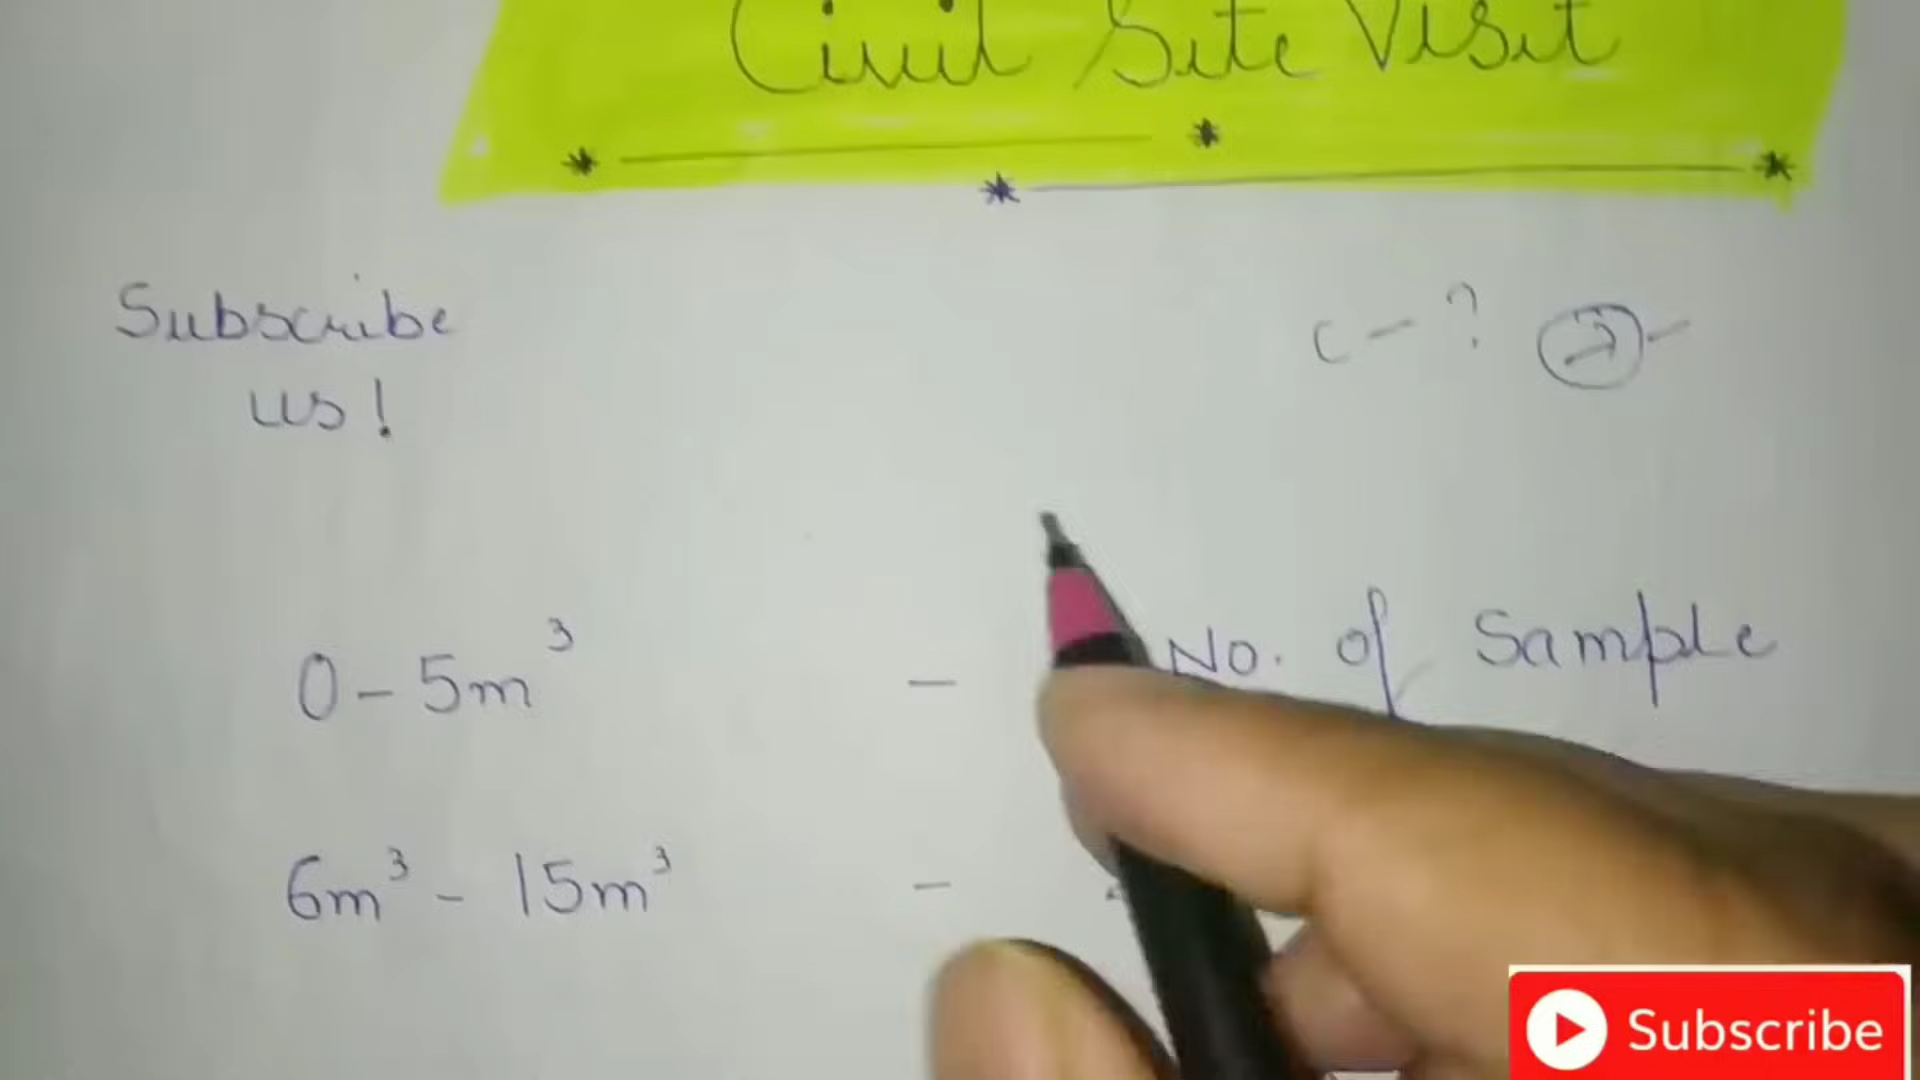 Civil Site Visit
Subscribe
us!
C - ?
0 - 5m³ - No. of Sample
6m³ - 15m³ -
Subscribe